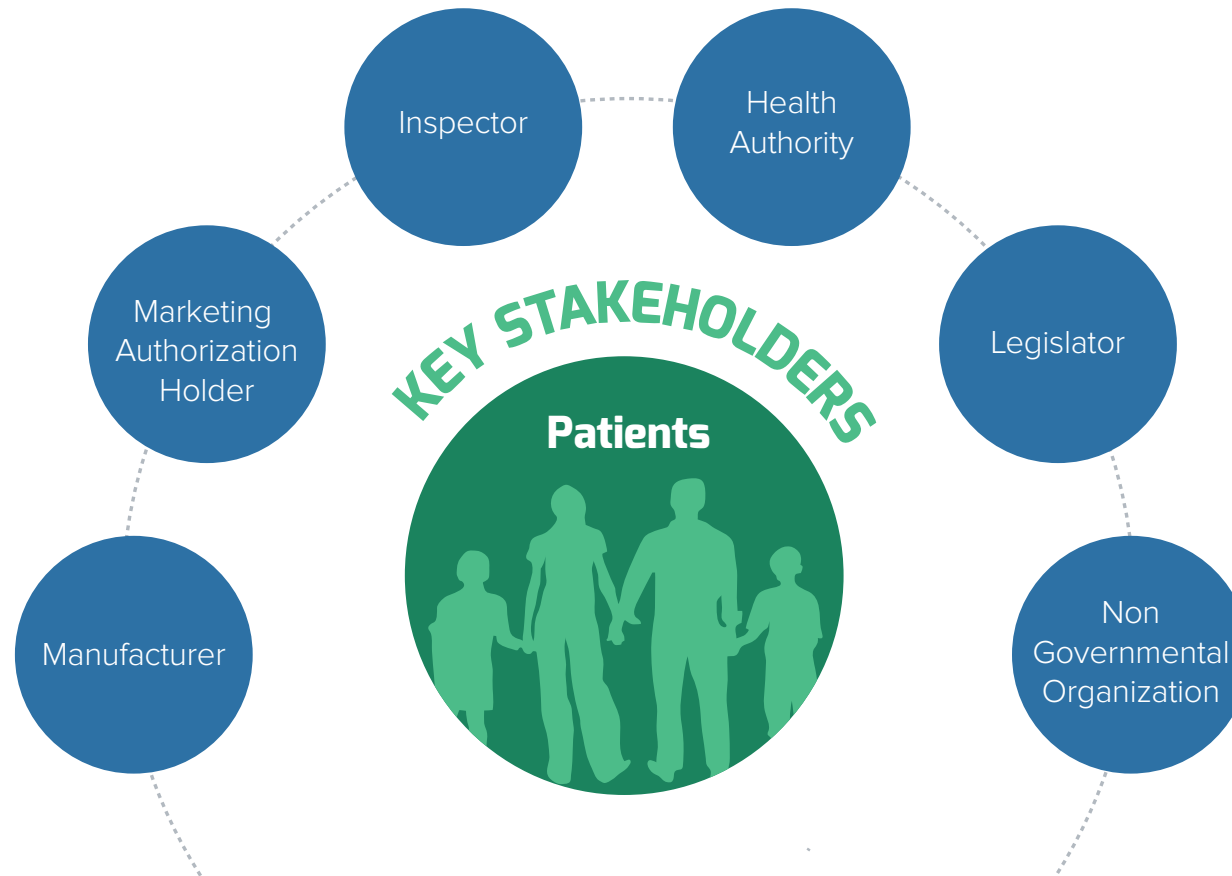 Inspector
Health
Authority
Marketing
Authorization
Holder
KEY STAKEHOLDERS
Legislator
Patients
Manufacturer
Non
Governmental
Organization